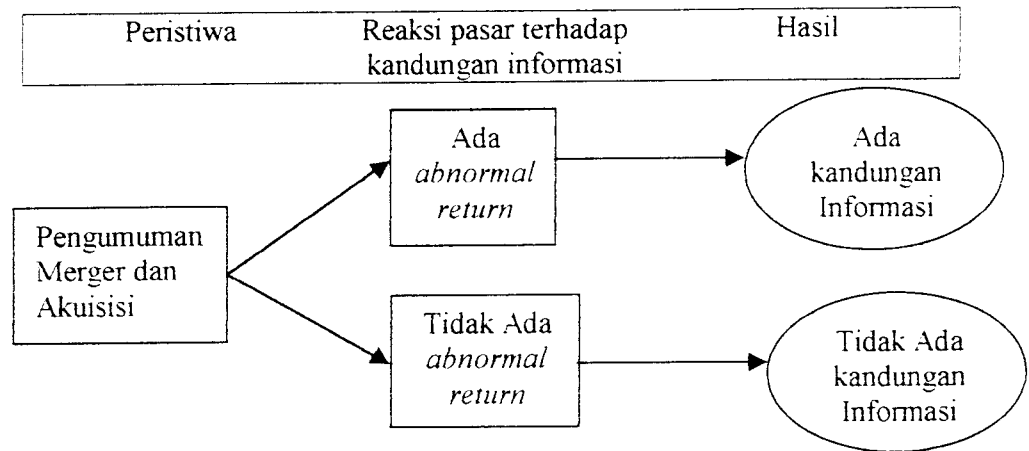 Peristiwa Reaksi pasar terhadap Hasil
kandungan informasi
Ada
abnormal
return
Ada
kandungan
Informasi
Pengumuman
Merger dan
Akuisisi
Tidak Ada
abnormal
return
Tidak Ada
kandungan
Informasi